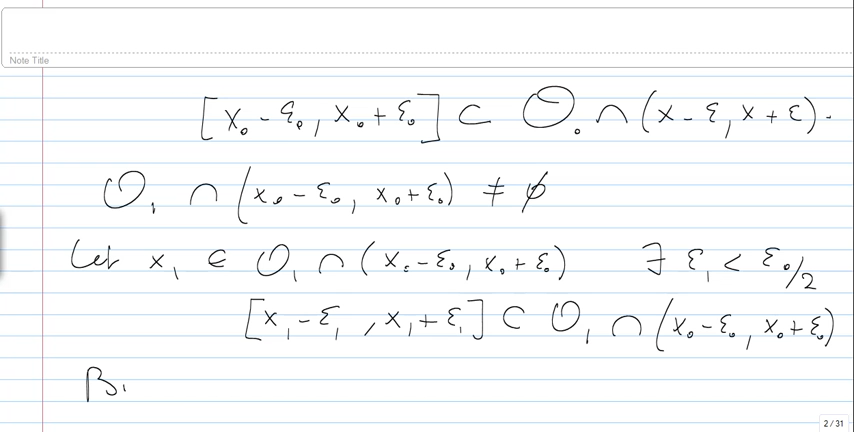 Note Title
[x₀ - ε₀, x₀ + ε₀] ⊂ O₀ ∩ (x - ε, x + ε).
O₁ ∩ (x₀ - ε₀, x₀ + ε₀) ≠ ∅
Let x₁ ∈ O₁ ∩ (x₀ - ε₀, x₀ + ε₀) ∃ ε₁ < ε₀/2
[x₁ - ε₁, x₁ + ε₁] ⊂ O₁ ∩ (x₀ - ε₀, x₀ + ε₀)
2 / 31